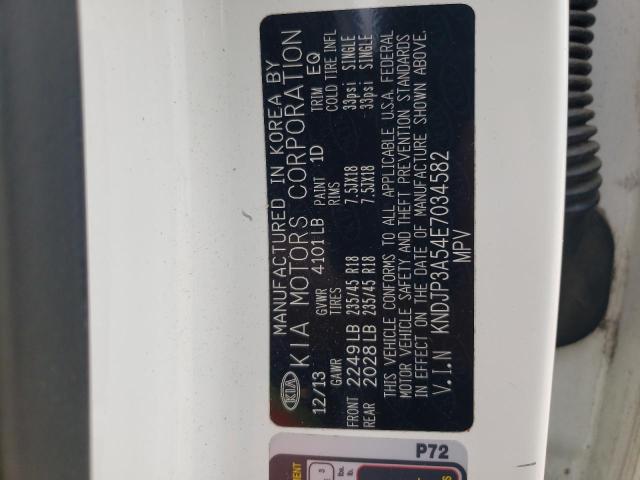 MANUFACTURED IN KOREA BY
KIA KIA MOTORS CORPORATION
12/13 GVWR 4101LB PAINT 1D TRIM EQ
GAWR TIRES RIMS COLD TIRE INFL
FRONT 2249LB 235/45 R18 7.5JX18 33psi SINGLE
REAR 2028LB 235/45 R18 7.5JX18 33psi SINGLE
THIS VEHICLE CONFORMS TO ALL APPLICABLE U.S.A. FEDERAL
MOTOR VEHICLE SAFETY AND THEFT PREVENTION STANDARDS
IN EFFECT ON THE DATE OF MANUFACTURE SHOWN ABOVE.
V.I.N KNDJP3A54E7034582
MPV
P72
3
lbs.
lb.